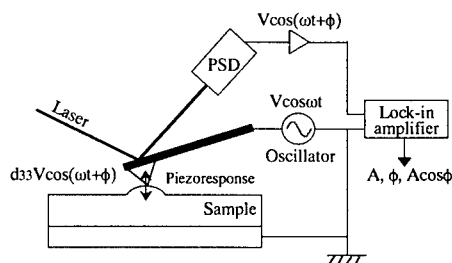 Vcos(ωt+ϕ)
PSD
Laser
Vcosωt
Lock-in
amplifier
Oscillator
d33Vcos(ωt+ϕ)
Piezoresponse
A, ϕ, Acosϕ
Sample